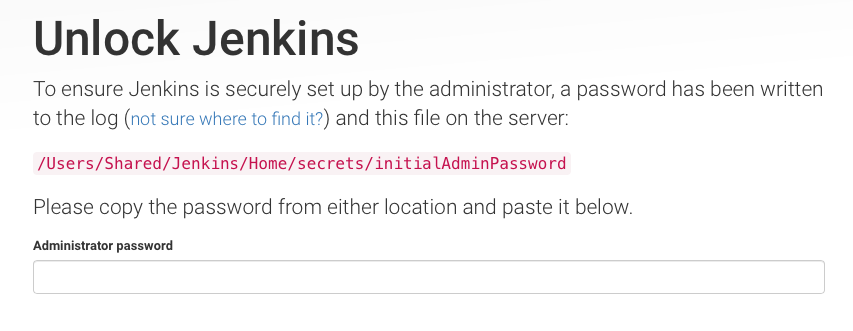 Unlock Jenkins
To ensure Jenkins is securely set up by the administrator, a password has been written
to the log (not sure where to find it?) and this file on the server:
/Users/Shared/Jenkins/Home/secrets/initialAdminPassword
Please copy the password from either location and paste it below.
Administrator password